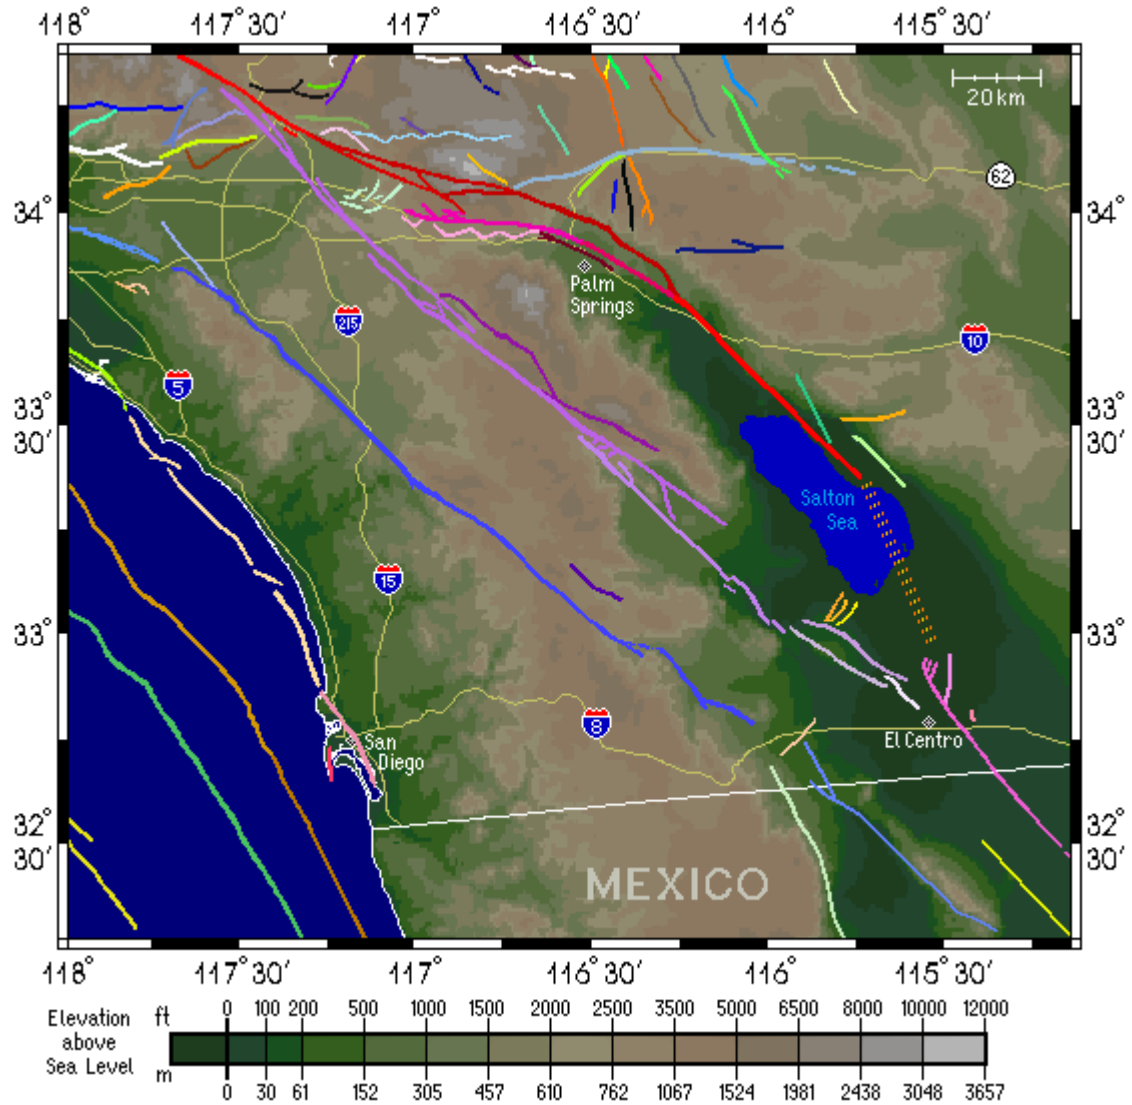 118° 117°30′ 117° 116°30′ 116° 115°30′
20km
62
34° 34°
Palm
Springs
215
10
5
33° 33°
30′ 30′
Salton
Sea
15
33° 33°
8
San
Diego
El Centro
32° 32°
30′ 30′
MEXICO
118° 117°30′ 117° 116°30′ 116° 115°30′
Elevation
above
Sea Level
ft 0 100 200 500 1000 1500 2000 2500 3500 5000 6500 8000 10000 12000
m 0 30 61 152 305 457 610 762 1067 1524 1981 2438 3048 3657